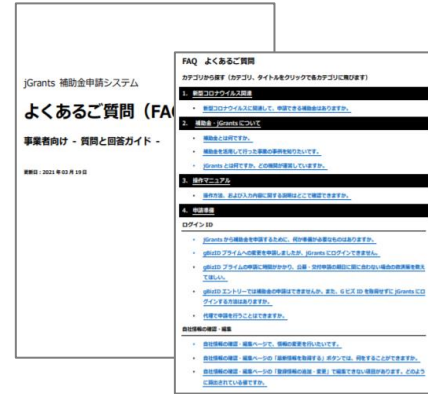 jGrants 補助金申請システム
よくあるご質問（FA
事業者向け - 質問と回答ガイド -
更新日：2021 年 02 月 19 日
FAQ よくあるご質問
カテゴリから探す（カテゴリ、タイトルをクリックで各カテゴリに飛びます）
1. 新型コロナウイルス関連
・ 新型コロナウイルスに関連して、申請できる補助金はありますか。
2. 補助金・jGrants について
・ 補助金とは何ですか。
・ 補助金を活用して行った事業の事例を知りたいです。
・ jGrants とは何ですか。どの機関が運営していますか。
3. 操作マニュアル
・ 操作方法、および入力内容に関する説明はどこで確認できますか。
4. 申請準備
ログイン ID
・ jGrants から補助金を申請するために、何か準備が必要なものはありますか。
・ gBizID プライムへの変更を申請しましたが、jGrants にログインできません。
・ gBizID プライムの申請に時間がかかり、公募・交付申請の期日に間に合わない場合の救済策を教えてほしい。
・ gBizID エントリーでは補助金の申請はできませんか。また、G ビズ ID を取得せずに jGrants にログインする方法はありますか。
・ 代理で申請を行うことはできますか。
自社情報の確認・編集
・ 自社情報の確認・編集ページで、情報の変更を行いたいです。
・ 自社情報の確認・編集ページの「最新情報を取得する」ボタンでは、何をすることができますか。
・ 自社情報の確認・編集ページの「登録情報の追加・変更」で編集できない項目があります。どのように